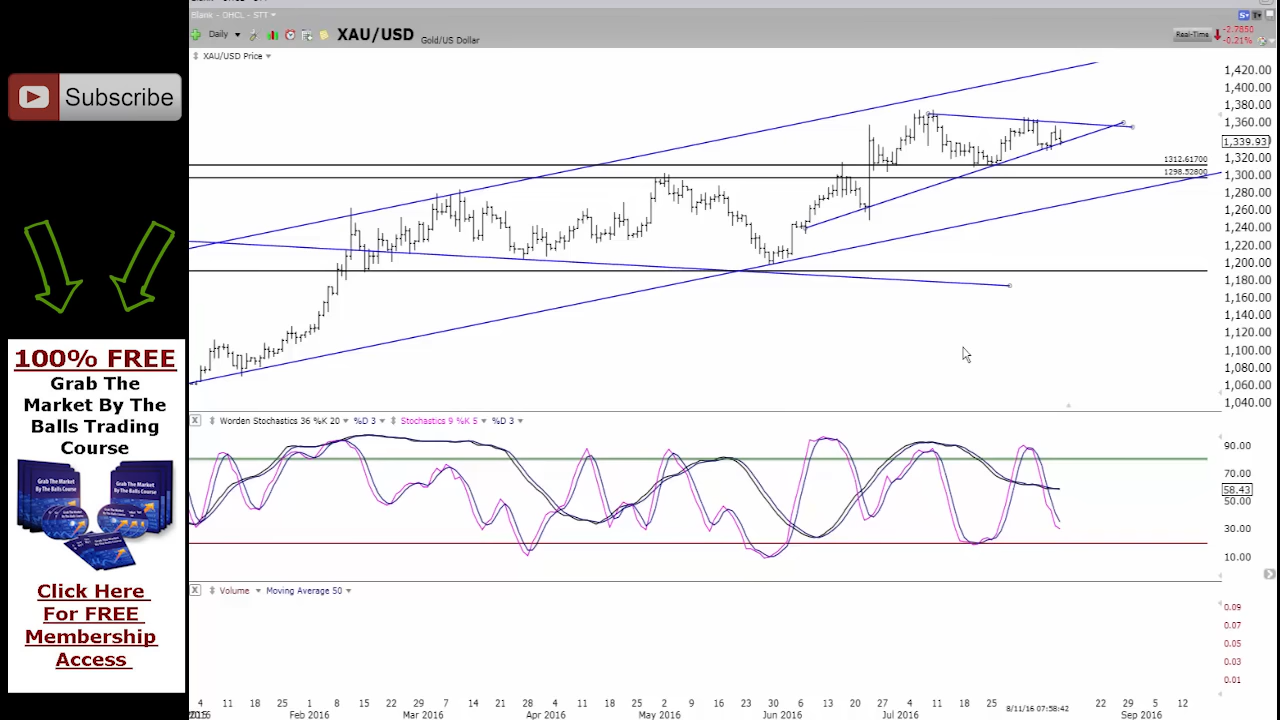 Blank - OHCL - STT
Daily
XAU/USD
Gold/US Dollar
Real-Time
-2.7850
-0.21%
XAU/USD Price
Subscribe
100% FREE
Grab The
Market By The
Balls Trading
Course
Click Here
For FREE
Membership
Access
1,420.00
1,400.00
1,380.00
1,360.00
1,339.93
1,320.00
1,300.00
1,280.00
1,260.00
1,240.00
1,220.00
1,200.00
1,180.00
1,160.00
1,140.00
1,120.00
1,100.00
1,080.00
1,060.00
1,040.00
1312.61700
1298.52800
Worden Stochastics 36 %K 20 %D 3 Stochastics 9 %K 5 %D 3
90.00
70.00
58.43
50.00
30.00
10.00
Volume Moving Average 50
0.09
0.07
0.05
0.03
0.01
4 11 18 25 1 8 15 22 29 7 14 21 28 4 11 18 25 2 9 16 23 30 6 13 20 27 4 11 18 25 8/11/16 07:58:42 22 29 5 12
2016 Feb 2016 Mar 2016 Apr 2016 May 2016 Jun 2016 Jul 2016 Sep 2016